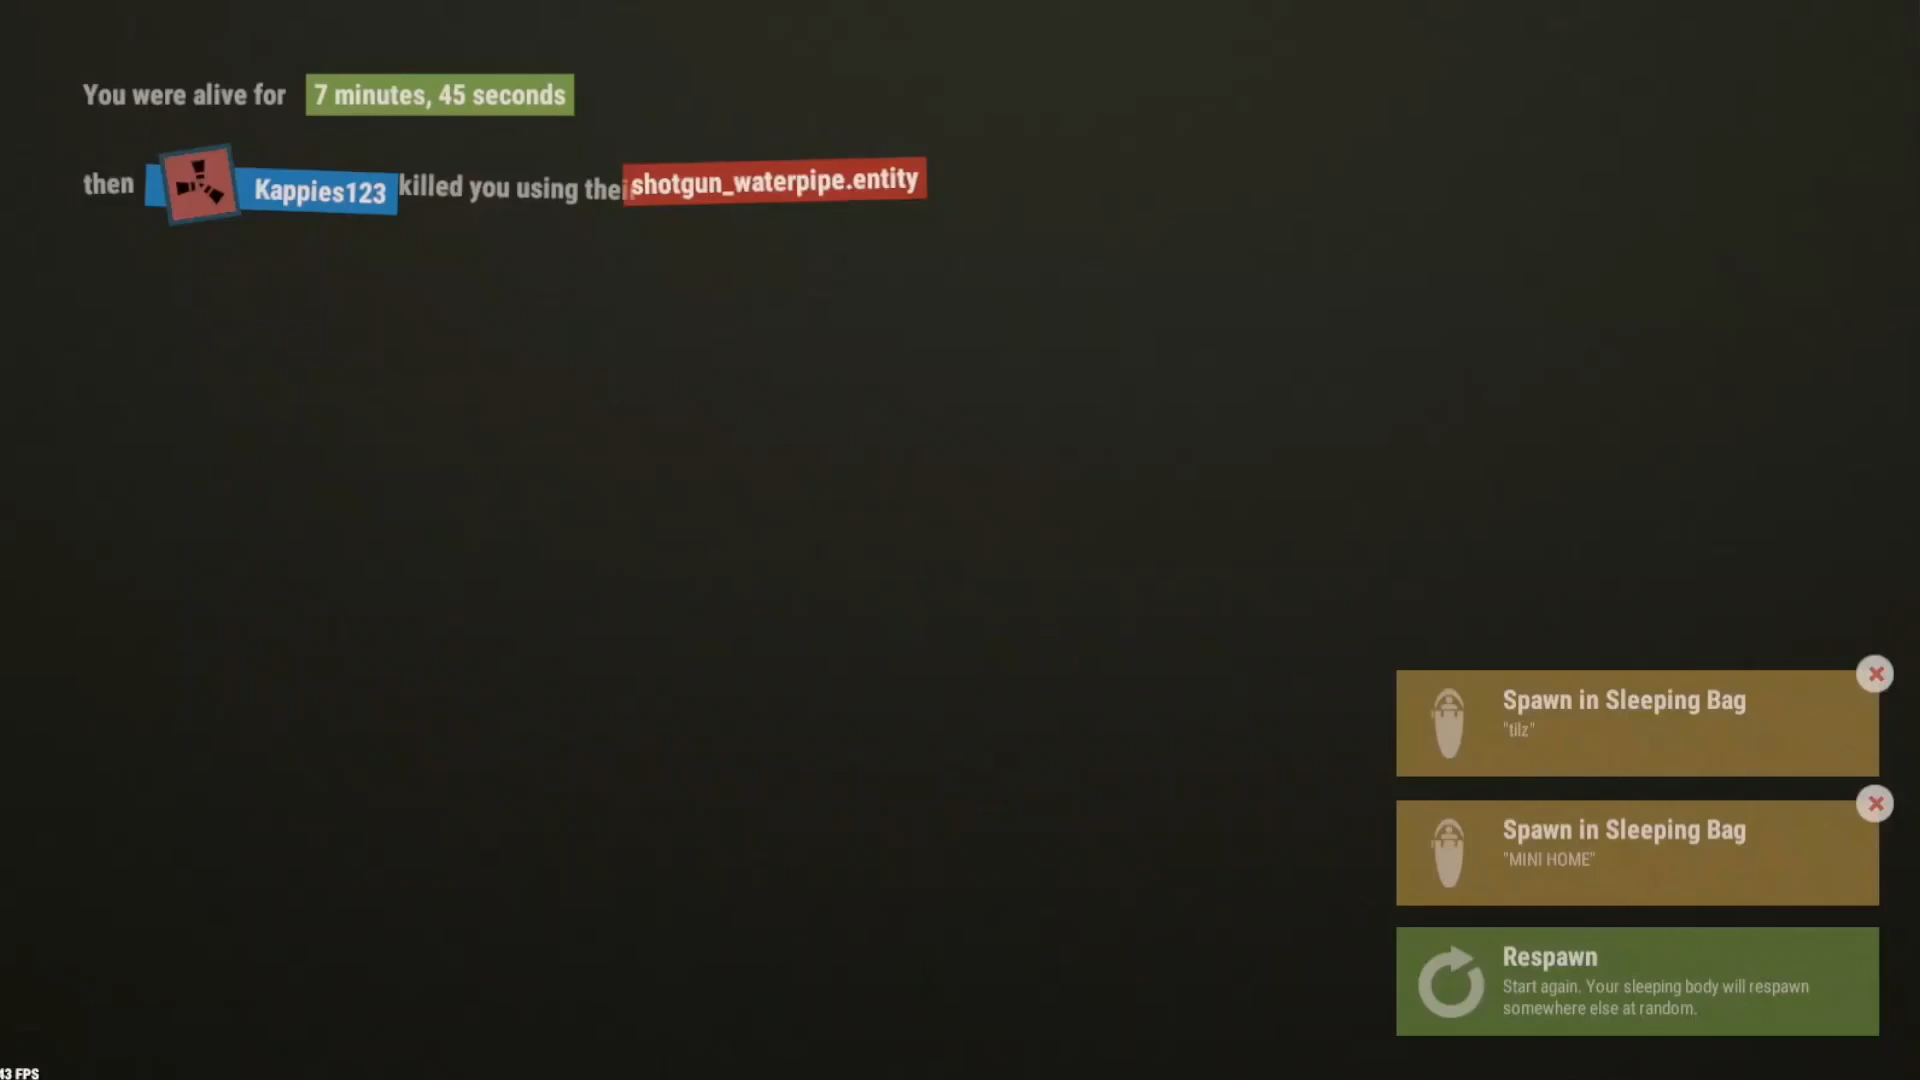 You were alive for 7 minutes, 45 seconds
then Kappies123 killed you using their shotgun_waterpipe.entity
Spawn in Sleeping Bag
"tilz"
Spawn in Sleeping Bag
"MINI HOME"
Respawn
Start again. Your sleeping body will respawn
somewhere else at random.
43 FPS